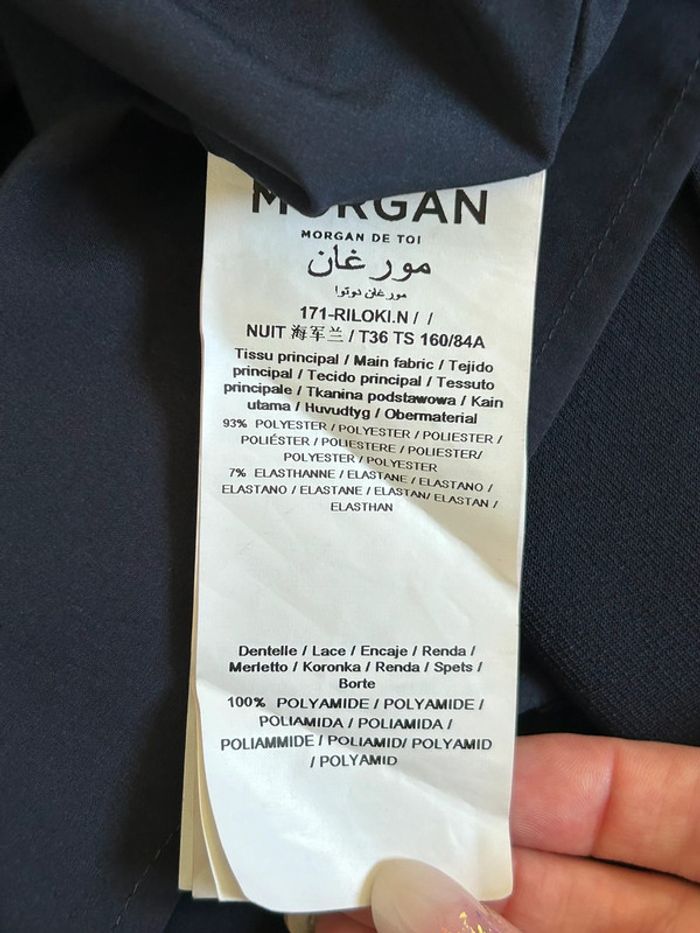 MORGAN
MORGAN DE TOI
مورغان
مورغان دوتوا
171-RILOKI.N / /
NUIT 海军兰 / T36 TS 160/84A
Tissu principal / Main fabric / Tejido
principal / Tecido principal / Tessuto
principale / Tkanina podstawowa / Kain
utama / Huvudtyg / Obermaterial
93% POLYESTER / POLYESTER / POLIESTER /
POLIÉSTER / POLIESTERE / POLIESTER/
POLYESTER / POLYESTER
7% ELASTHANNE / ELASTANE / ELASTANO /
ELASTANO / ELASTANE / ELASTAN/ ELASTAN /
ELASTHAN
Dentelle / Lace / Encaje / Renda /
Merletto / Koronka / Renda / Spets /
Borte
100% POLYAMIDE / POLYAMIDE /
POLIAMIDA / POLIAMIDA /
POLIAMMIDE / POLIAMID/ POLYAMID
/ POLYAMID